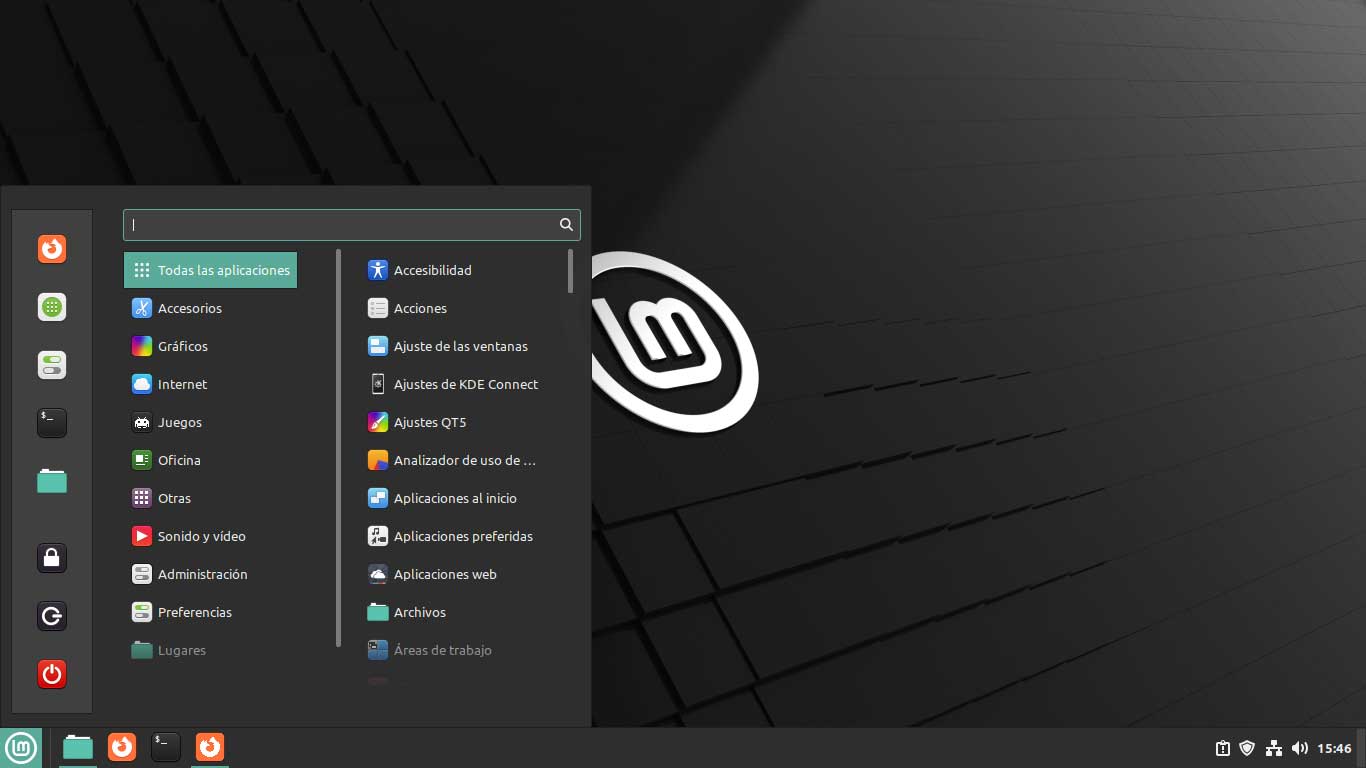 Todas las aplicaciones
Accesorios
Gráficos
Internet
Juegos
Oficina
Otras
Sonido y vídeo
Administración
Preferencias
Lugares
Accesibilidad
Acciones
Ajuste de las ventanas
Ajustes de KDE Connect
Ajustes QT5
Analizador de uso de ...
Aplicaciones al inicio
Aplicaciones preferidas
Aplicaciones web
Archivos
Áreas de trabajo
$_
$_
15:46